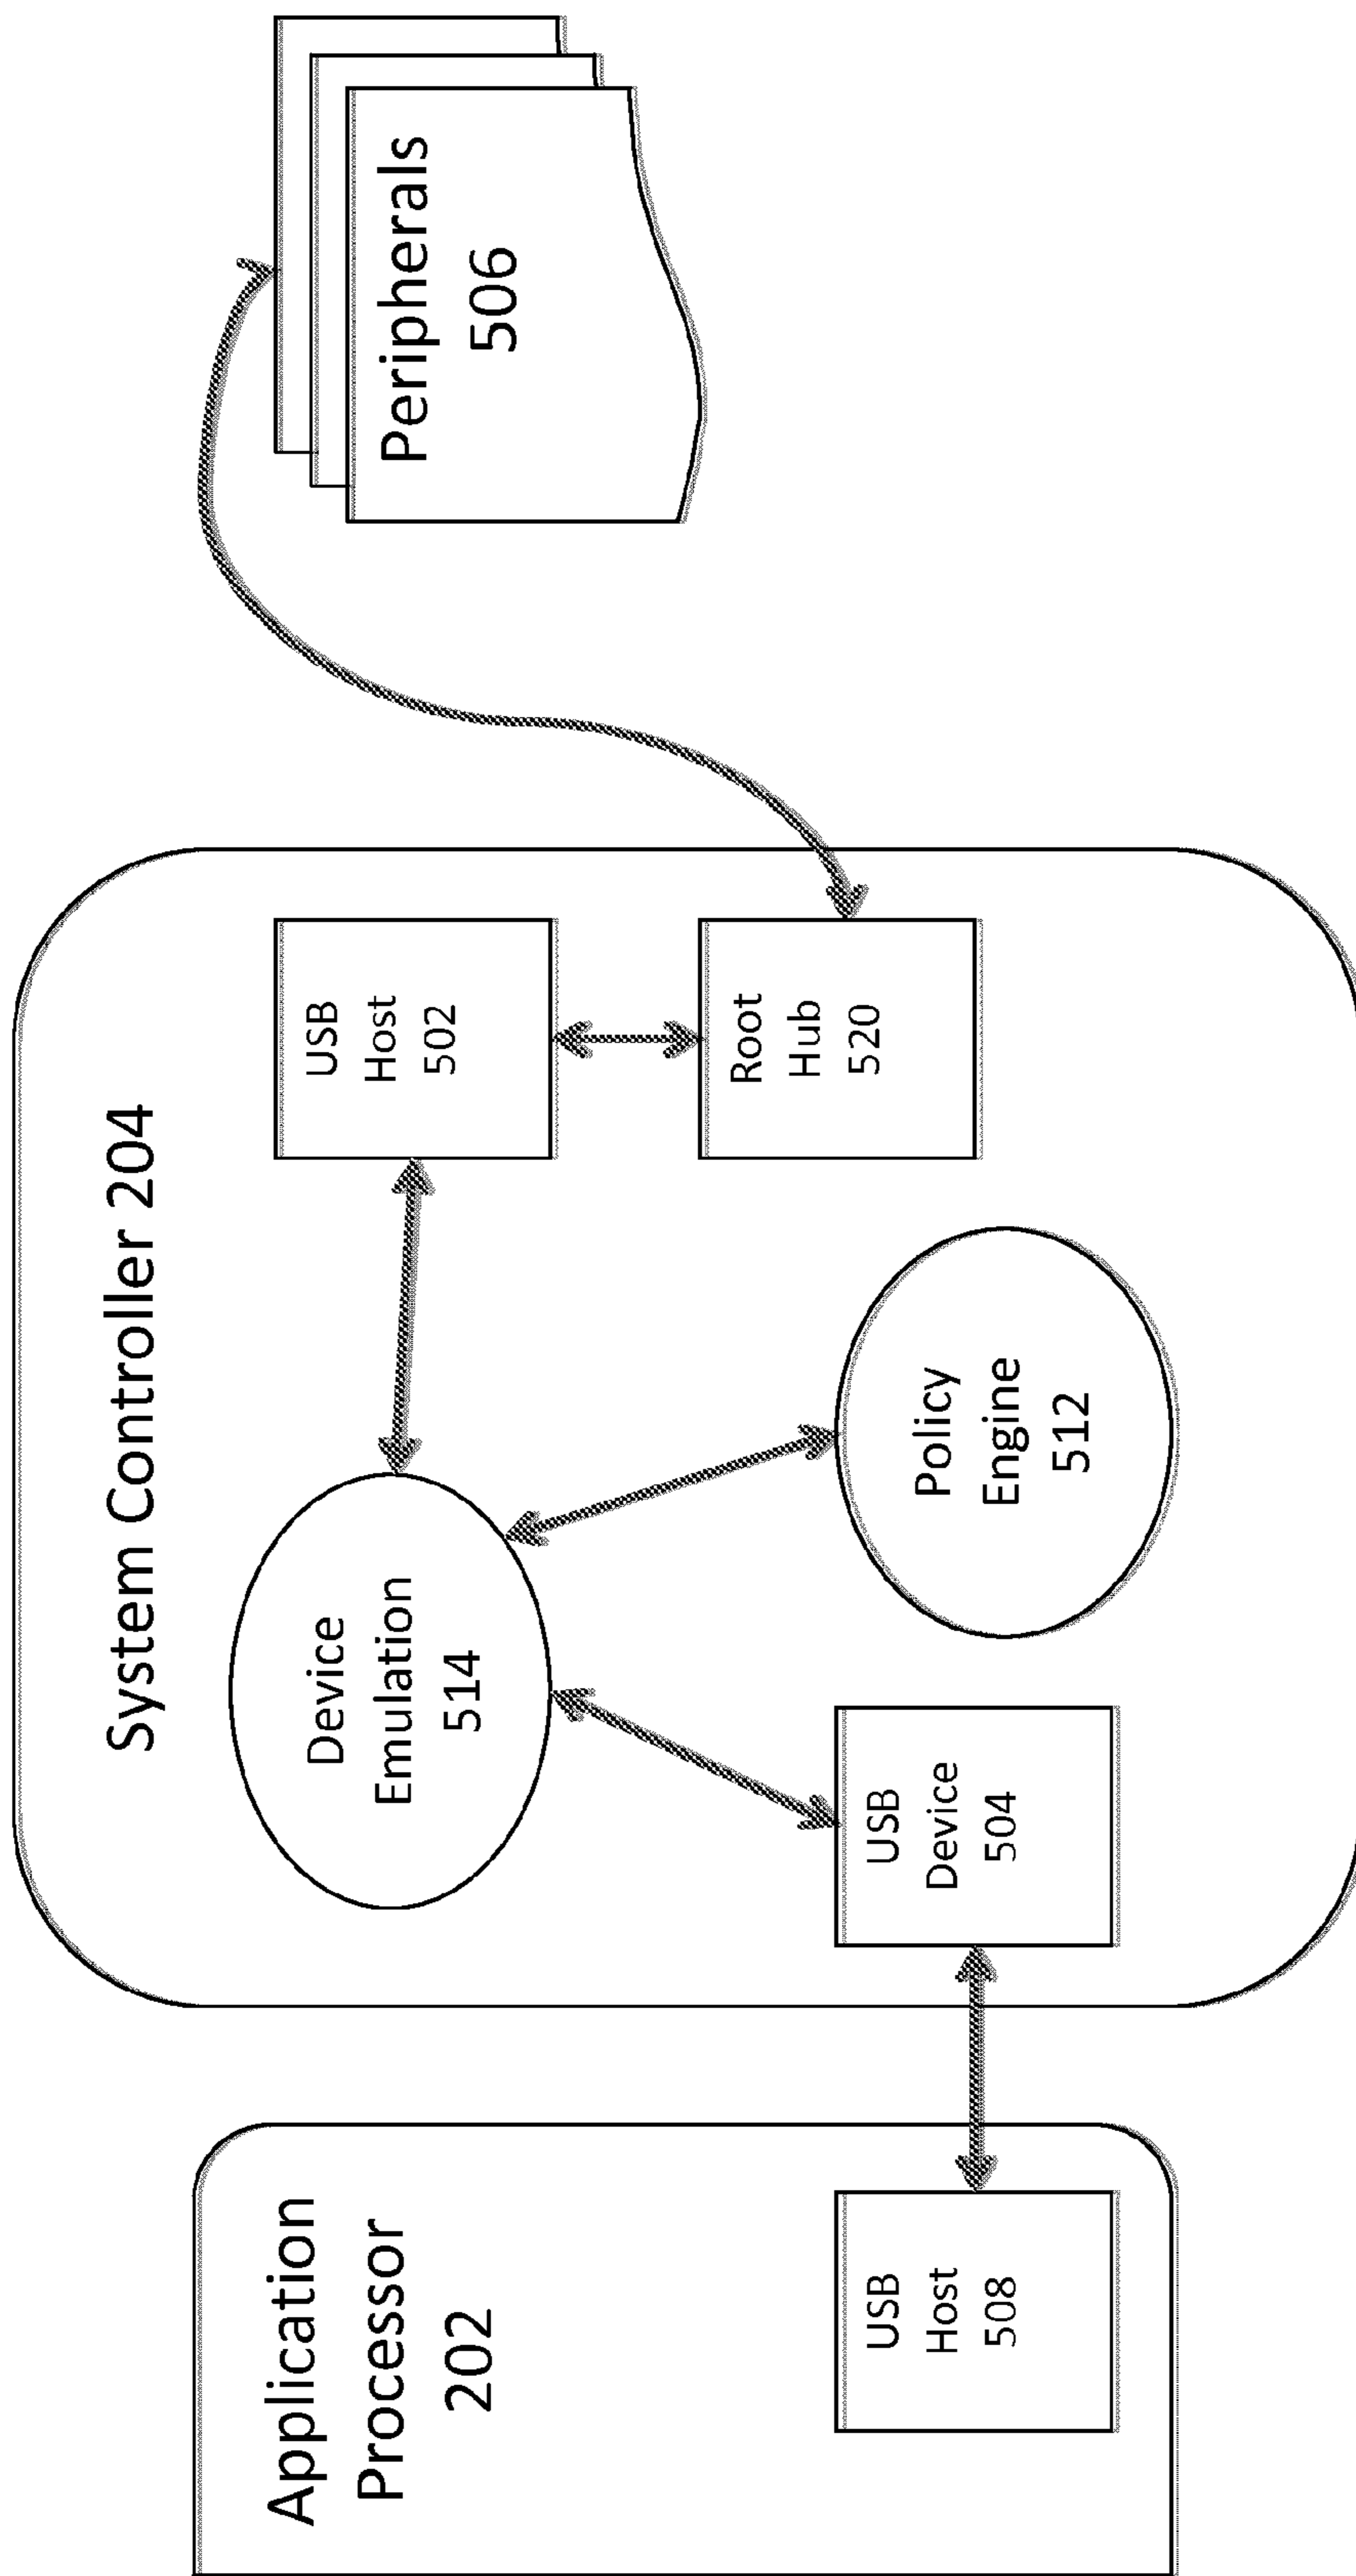 Application
Processor
202
USB
Host
508
System Controller 204
Device
Emulation
514
USB
Device
504
Policy
Engine
512
USB
Host
502
Root
Hub
520
Peripherals
506